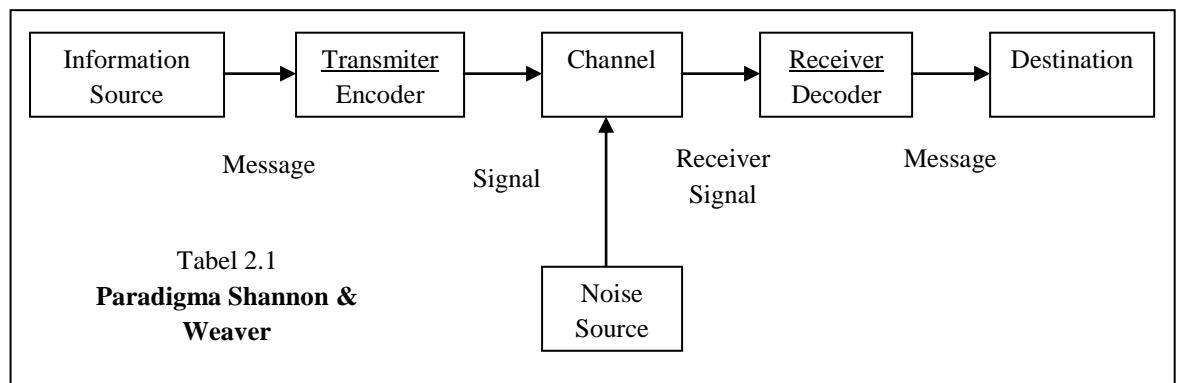 Information
Source
Transmiter
Encoder
Channel
Receiver
Decoder
Destination
Message
Signal
Receiver
Signal
Message
Tabel 2.1
Paradigma Shannon &
Weaver
Noise
Source